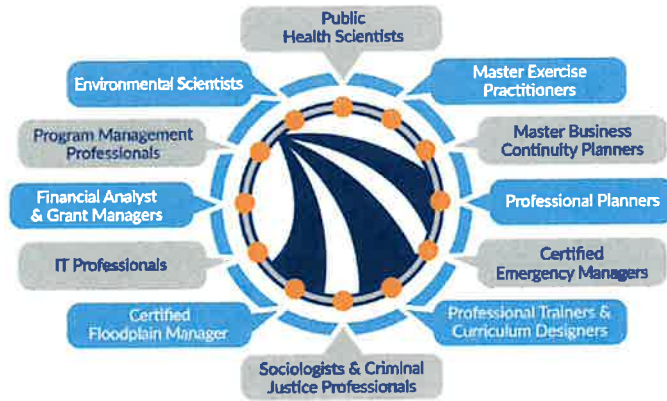 Public
Health Scientists
Environmental Scientists
Master Exercise
Practitioners
Program Management
Professionals
Master Business
Continuity Planners
Financial Analyst
& Grant Managers
Professional Planners
IT Professionals
Certified
Emergency Managers
Certified
Floodplain Manager
Professional Trainers &
Curriculum Designers
Sociologists & Criminal
Justice Professionals